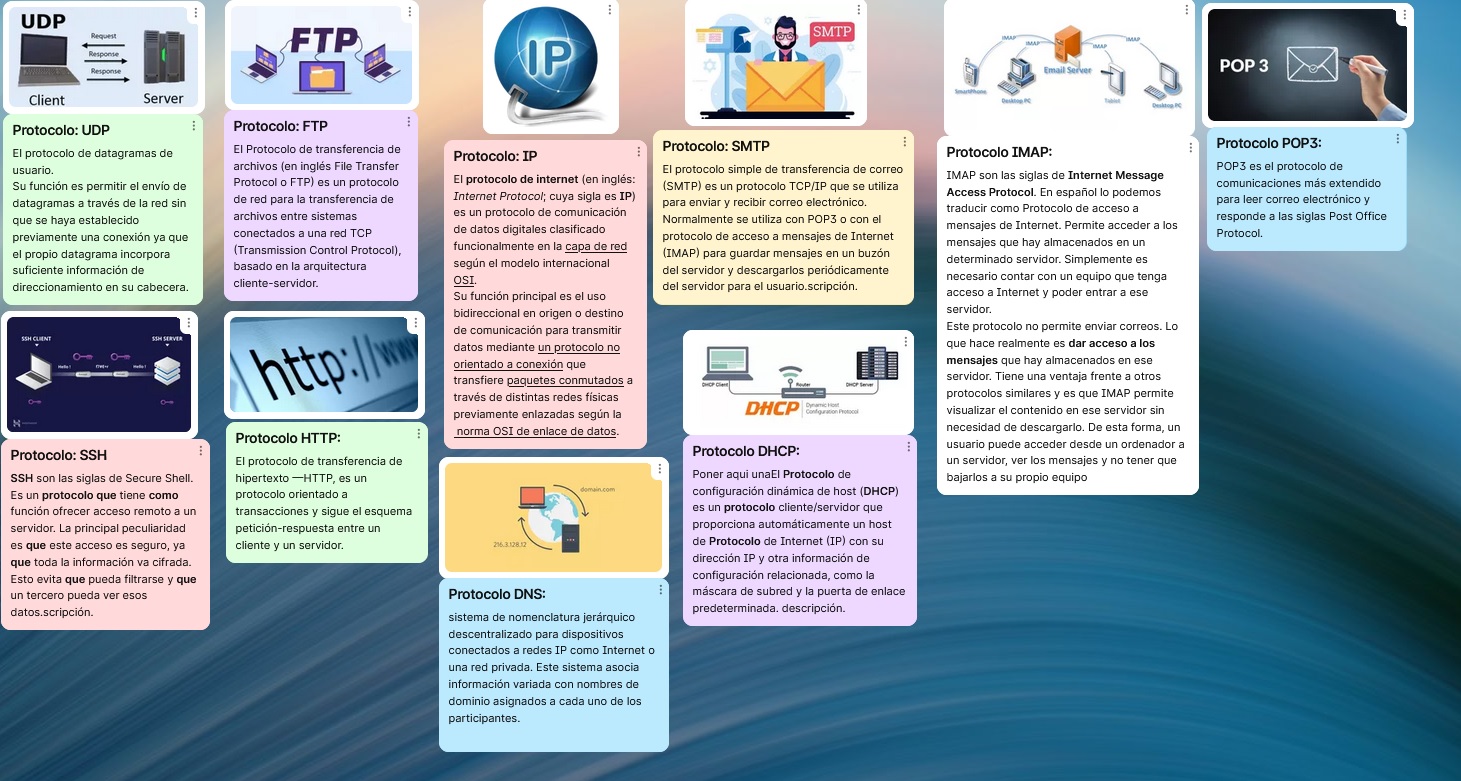 UDP
Request
Response
Response
Client
Server
Protocolo: UDP
El protocolo de datagramas de
usuario.
Su función es permitir el envío de
datagramas a través de la red sin
que se haya establecido
previamente una conexión ya que
el propio datagrama incorpora
suficiente información de
direccionamiento en su cabecera.
SSH CLIENT
SSH SERVER
Hello !
Hello !
Protocolo: SSH
SSH son las siglas de Secure Shell.
Es un protocolo que tiene como
función ofrecer acceso remoto a un
servidor. La principal peculiaridad
es que este acceso es seguro, ya
que toda la información va cifrada.
Esto evita que pueda filtrarse y que
un tercero pueda ver esos
datos.scripción.
FTP
Protocolo: FTP
El Protocolo de transferencia de
archivos (en inglés File Transfer
Protocol o FTP) es un protocolo
de red para la transferencia de
archivos entre sistemas
conectados a una red TCP
(Transmission Control Protocol),
basado en la arquitectura
cliente-servidor.
http://ww
Protocolo HTTP:
El protocolo de transferencia de
hipertexto —HTTP, es un
protocolo orientado a
transacciones y sigue el esquema
petición-respuesta entre un
cliente y un servidor.
IP
Protocolo: IP
El protocolo de internet (en inglés:
Internet Protocol; cuya sigla es IP)
es un protocolo de comunicación
de datos digitales clasificado
funcionalmente en la capa de red
según el modelo internacional
OSI.
Su función principal es el uso
bidireccional en origen o destino
de comunicación para transmitir
datos mediante un protocolo no
orientado a conexión que
transfiere paquetes conmutados a
través de distintas redes físicas
previamente enlazadas según la
norma OSI de enlace de datos.
domain.com
216.3.128.12
Protocolo DNS:
sistema de nomenclatura jerárquico
descentralizado para dispositivos
conectados a redes IP como Internet o
una red privada. Este sistema asocia
información variada con nombres de
dominio asignados a cada uno de los
participantes.
SMTP
Protocolo: SMTP
El protocolo simple de transferencia de correo
(SMTP) es un protocolo TCP/IP que se utiliza
para enviar y recibir correo electrónico.
Normalmente se utiliza con POP3 o con el
protocolo de acceso a mensajes de Internet
(IMAP) para guardar mensajes en un buzón
del servidor y descargarlos periódicamente
del servidor para el usuario.scripción.
DHCP Client
Router
DHCP Server
DHCP
Dynamic Host
Configuration Protocol
Protocolo DHCP:
Poner aqui unaEl Protocolo de
configuración dinámica de host (DHCP)
es un protocolo cliente/servidor que
proporciona automáticamente un host
de Protocolo de Internet (IP) con su
dirección IP y otra información de
configuración relacionada, como la
máscara de subred y la puerta de enlace
predeterminada. descripción.
IMAP
IMAP
IMAP
IMAP
Email Server
SmartPhone
Desktop PC
Tablet
Desktop PC
Protocolo IMAP:
IMAP son las siglas de Internet Message
Access Protocol. En español lo podemos
traducir como Protocolo de acceso a
mensajes de Internet. Permite acceder a los
mensajes que hay almacenados en un
determinado servidor. Simplemente es
necesario contar con un equipo que tenga
acceso a Internet y poder entrar a ese
servidor.
Este protocolo no permite enviar correos. Lo
que hace realmente es dar acceso a los
mensajes que hay almacenados en ese
servidor. Tiene una ventaja frente a otros
protocolos similares y es que IMAP permite
visualizar el contenido en ese servidor sin
necesidad de descargarlo. De esta forma, un
usuario puede acceder desde un ordenador a
un servidor, ver los mensajes y no tener que
bajarlos a su propio equipo
POP 3
Protocolo POP3:
POP3 es el protocolo de
comunicaciones más extendido
para leer correo electrónico y
responde a las siglas Post Office
Protocol.